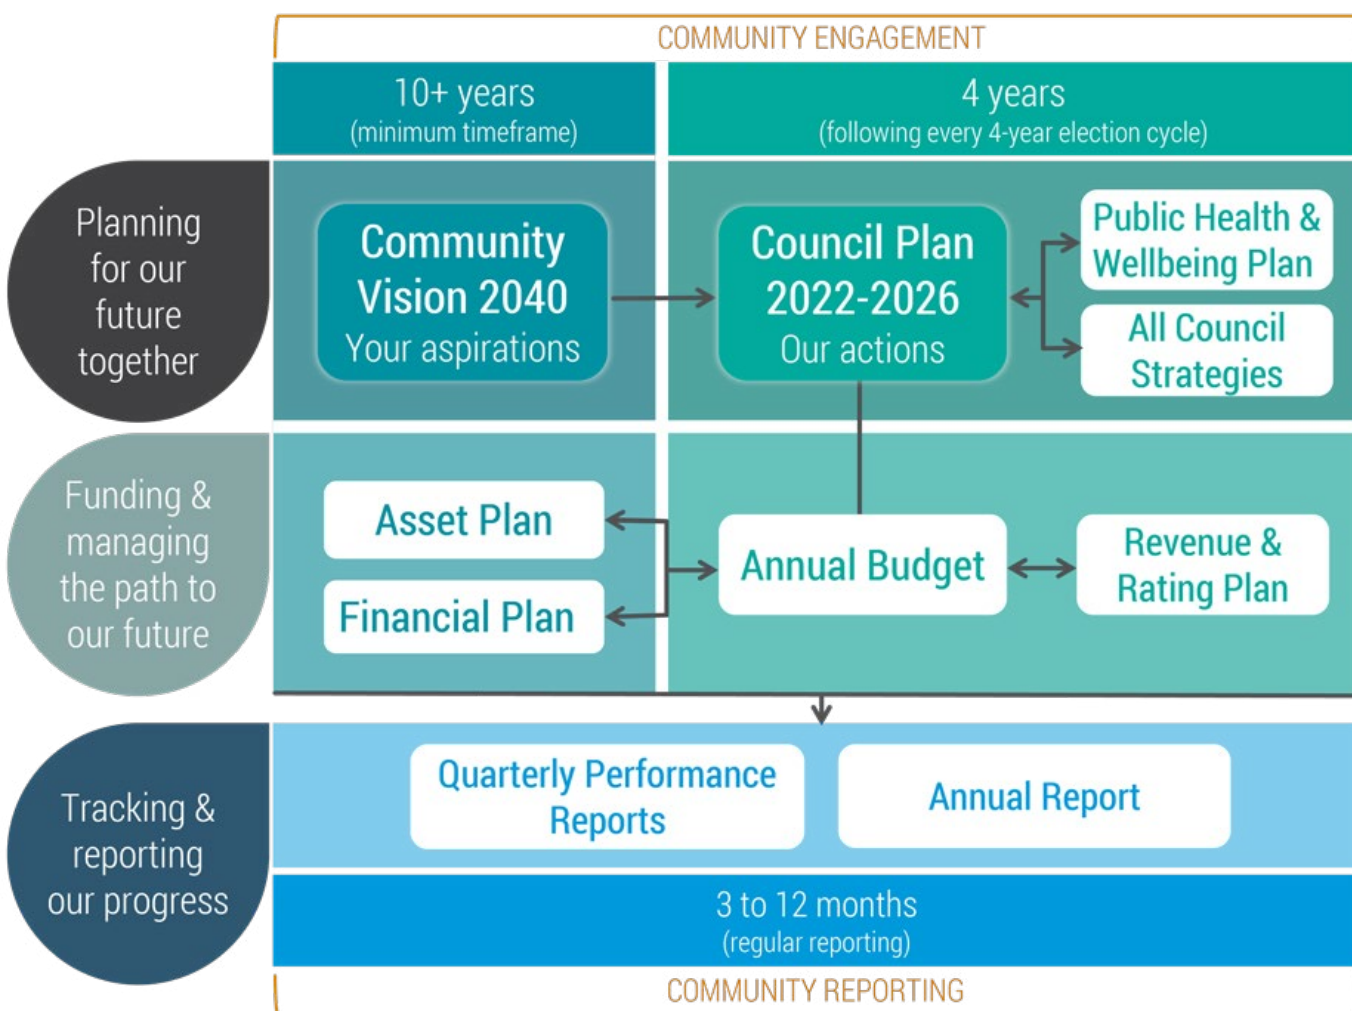 COMMUNITY ENGAGEMENT
10+ years
(minimum timeframe)
4 years
(following every 4-year election cycle)
Planning
for our
future
together
Community
Vision 2040
Your aspirations
Council Plan
2022-2026
Our actions
Public Health &
Wellbeing Plan
All Council
Strategies
Funding &
managing
the path to
our future
Asset Plan
Financial Plan
Annual Budget
Revenue &
Rating Plan
Tracking &
reporting
our progress
Quarterly Performance
Reports
Annual Report
3 to 12 months
(regular reporting)
COMMUNITY REPORTING